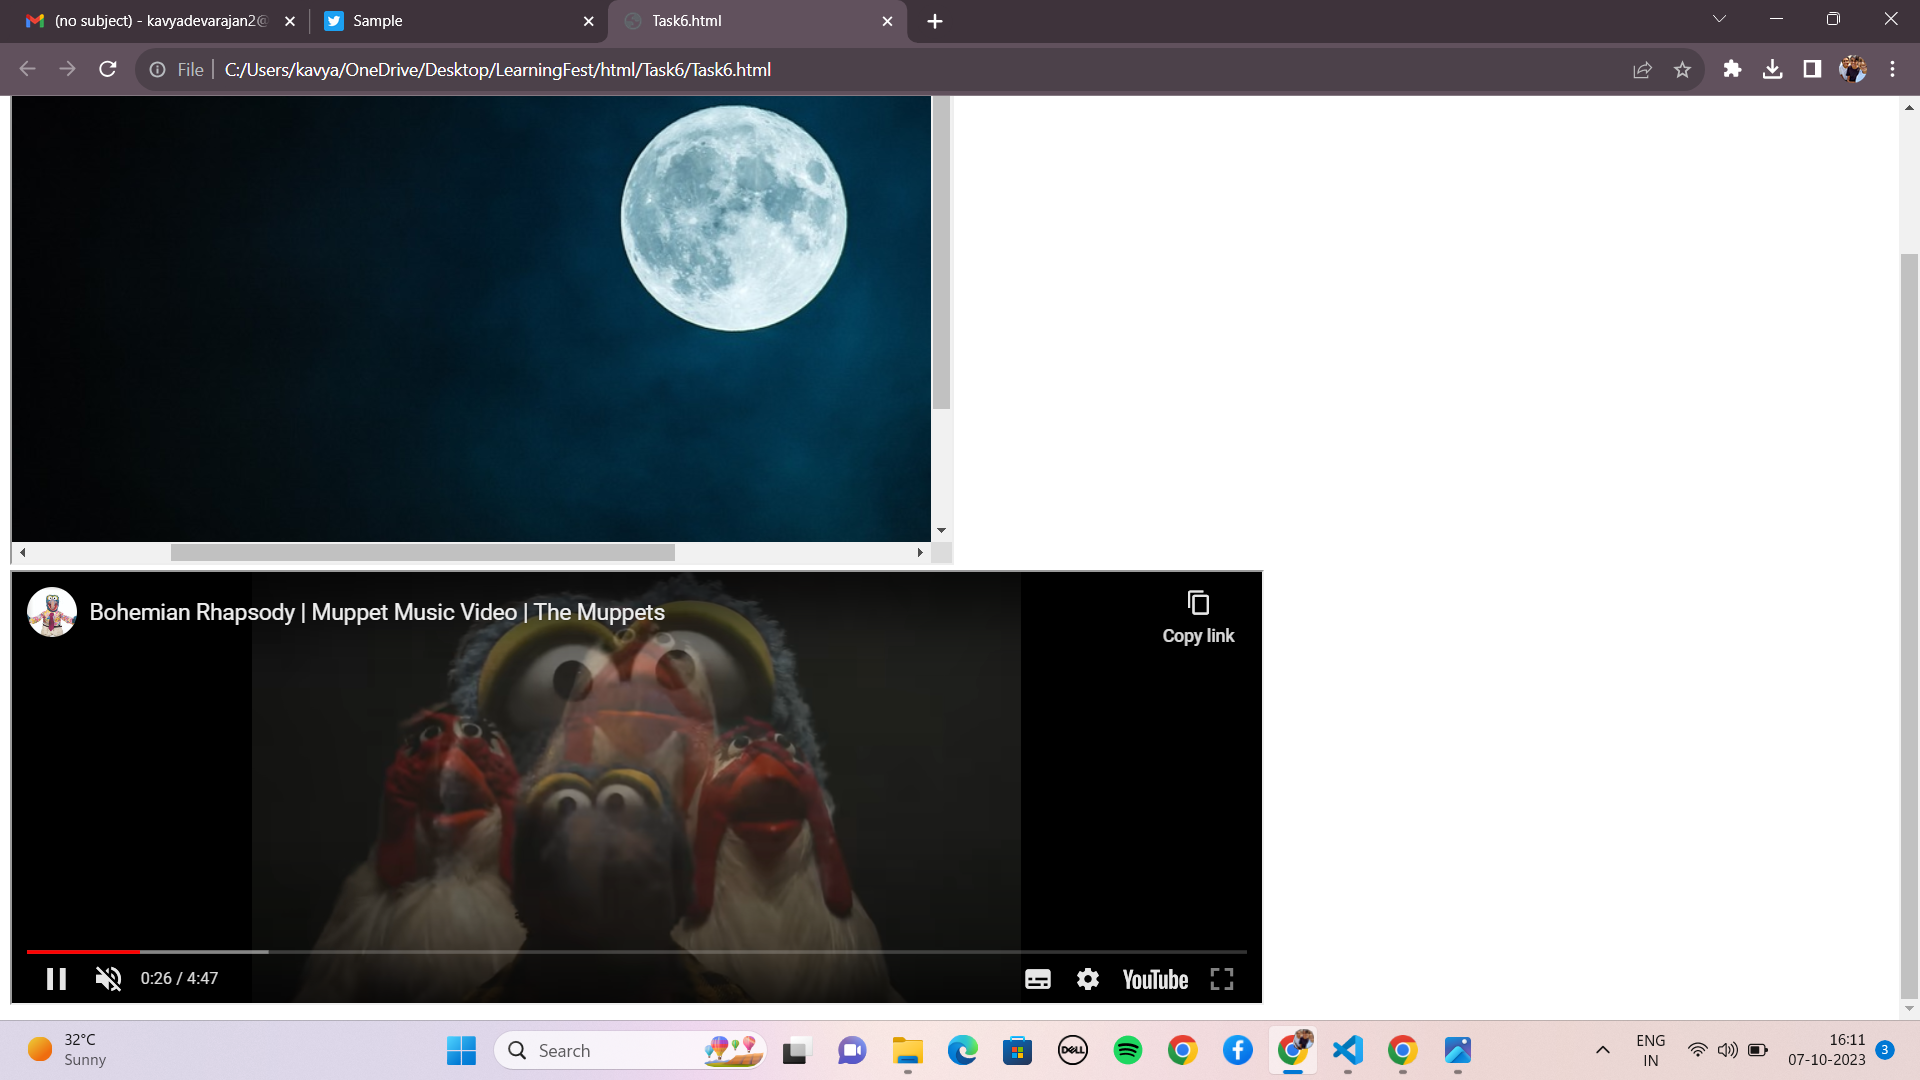 (no subject) - kavyadevarajan2@
Sample
Task6.html
File
C:/Users/kavya/OneDrive/Desktop/LearningFest/html/Task6/Task6.html
Bohemian Rhapsody | Muppet Music Video | The Muppets
Copy link
0:26 / 4:47
YouTube
32°C
Sunny
Search
DELL
ENG
IN
16:11
07-10-2023
3